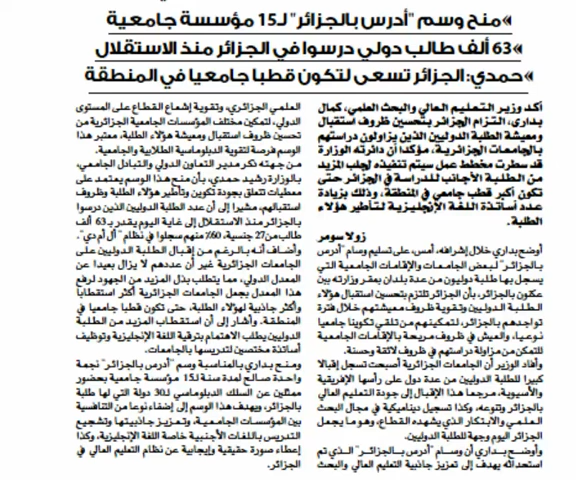 »منح وسم "أدرس بالجزائر" لـ15 مؤسسة جامعية
»63 ألف طالب دولي درسوا في الجزائر منذ الاستقلال
»حمدي: الجزائر تسعى لتكون قطبا جامعيا في المنطقة
أكد وزير التعليم العالي والبحث العلمي، كمال
بداري، التزام الجزائر بتحسين ظروف استقبال
ومعيشة الطلبة الدوليين الذين يزاولون دراستهم
بالجامعات الجزائرية، مؤكدا أن دائرته الوزارة
قد سطرت مخطط عمل سيتم تنفيذه لجلب المزيد
من الطلبة الأجانب للدراسة في الجزائر حتى
تكون أكبر قطب جامعي في المنطقة، وذلك بزيادة
عدد أساتذة اللغة الإنجليزية لتأطير هؤلاء
الطلبة.
زولا سومر
أوضح بداري خلال إشرافه، أمس، على تسليم وسام "أدرس
بالجزائر" لبعض الجامعات والإقامات الجامعية التي
يسجل بها طلبة دوليون من عدة بلدان بمقر وزارته ببن
عكنون بالجزائر، بأن الجزائر تلتزم بتحسين استقبال هؤلاء
الطلبة الدوليين وتقوية ظروف معيشتهم خلال فترة
تواجدهم بالجزائر، لتمكينهم من تلقي تكوينا جامعيا
نوعيا، والعيش في ظروف مريحة بالإقامات الجامعية
للتمكن من مزاولة دراستهم في ظروف لائقة وحسنة.
وأفاد الوزير أن الجامعات الجزائرية أصبحت تسجل إقبالا
كبيرا للطلبة الدوليين من عدة دول على رأسها الإفريقية
والآسيوية، مرجعا هذا الإقبال إلى جودة التعليم العالي
بالجزائر وتنوعه، وكذا تسجيل ديناميكية في مجال البحث
العلمي والابتكار الذي يشهده القطاع، وهو ما يجعل
الجزائر اليوم وجهة للطلبة الدوليين.
وأوضح بداري أن وسام "أدرس بالجزائر" الذي تم
استحداثه يهدف إلى تعزيز جاذبية التعليم العالي والبحث
العلمي الجزائري، وتقوية إشعاع القطاع على المستوى
الدولي، لتمكين مختلف المؤسسات الجامعية الجزائرية من
تحسين ظروف استقبال ومعيشة هؤلاء الطلبة، معتبر هذا
الوسم فرصة لتقوية الدبلوماسية الطلابية والجامعية.
من جهته ذكر مدير التعاون الدولي والتبادل الجامعي،
بالوزارة رشيد حمدي، بأن منح هذا الوسم يعتمد على
معطيات تتعلق بجودة تكوين وتأطير هؤلاء الطلبة وظروف
استقبالهم، مشيرا إلى أن عدد الطلبة الدوليين الذين درسوا
بالجزائر منذ الاستقلال إلى غاية اليوم يقدر بـ63 ألف
طالب من 27 جنسية، 60٪ منهم سجلوا في نظام "أل أم دي".
وأضاف أنه بالرغم من إقبال الطلبة الدوليين على
الجامعات الجزائرية غير أن عددهم لا يزال بعيدا عن
المعدل الدولي، مما يتطلب بذل المزيد من الجهود لرفع
هذا المعدل بجعل الجامعات الجزائرية أكثر استقطابا
وأكثر جاذبية لهؤلاء الطلبة، حتى تكون قطبا جامعيا في
المنطقة. وأشار إلى أن استقطاب المزيد من الطلبة
الدوليين يطلب الاهتمام بترقية اللغة الإنجليزية وتوظيف
أساتذة مختصين لتدريسها بالجامعات.
ومنح بداري بالمناسبة وسام "أدرس بالجزائر" نجمة
واحدة صالح لمدة سنة لـ15 مؤسسة جامعية بحضور
ممثلين عن السلك الدبلوماسي لـ30 دولة التي لها طلبة
بالجزائر، ويهدف هذا الوسم إلى إضفاء نوعا من التنافسية
بين المؤسسات الجامعية، وتعزيز جاذبيتها وتشجيع
التدريس باللغات الأجنبية خاصة اللغة الإنجليزية، وكذا
إعطاء صورة حقيقية وإيجابية عن نظام التعليم العالي في
الجزائر.